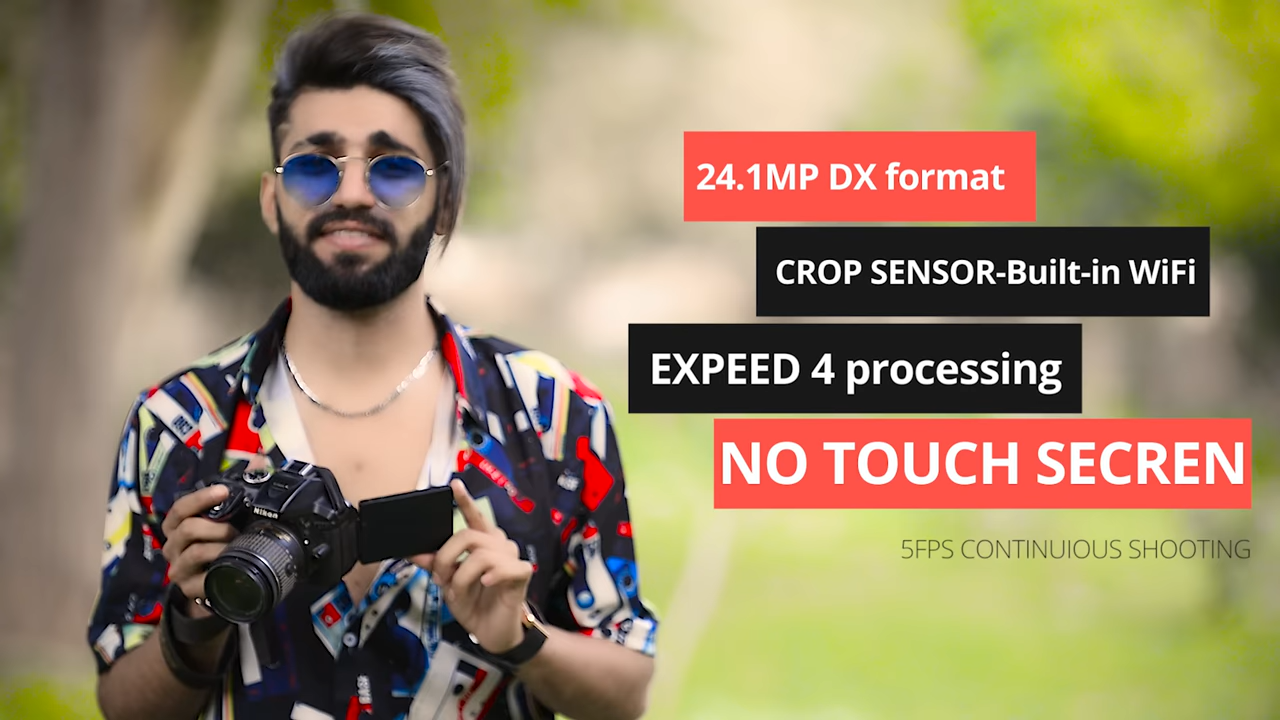 24.1MP DX format
CROP SENSOR-Built-in WiFi
EXPEED 4 processing
NO TOUCH SECREN
5FPS CONTINUIOUS SHOOTING
Nikon